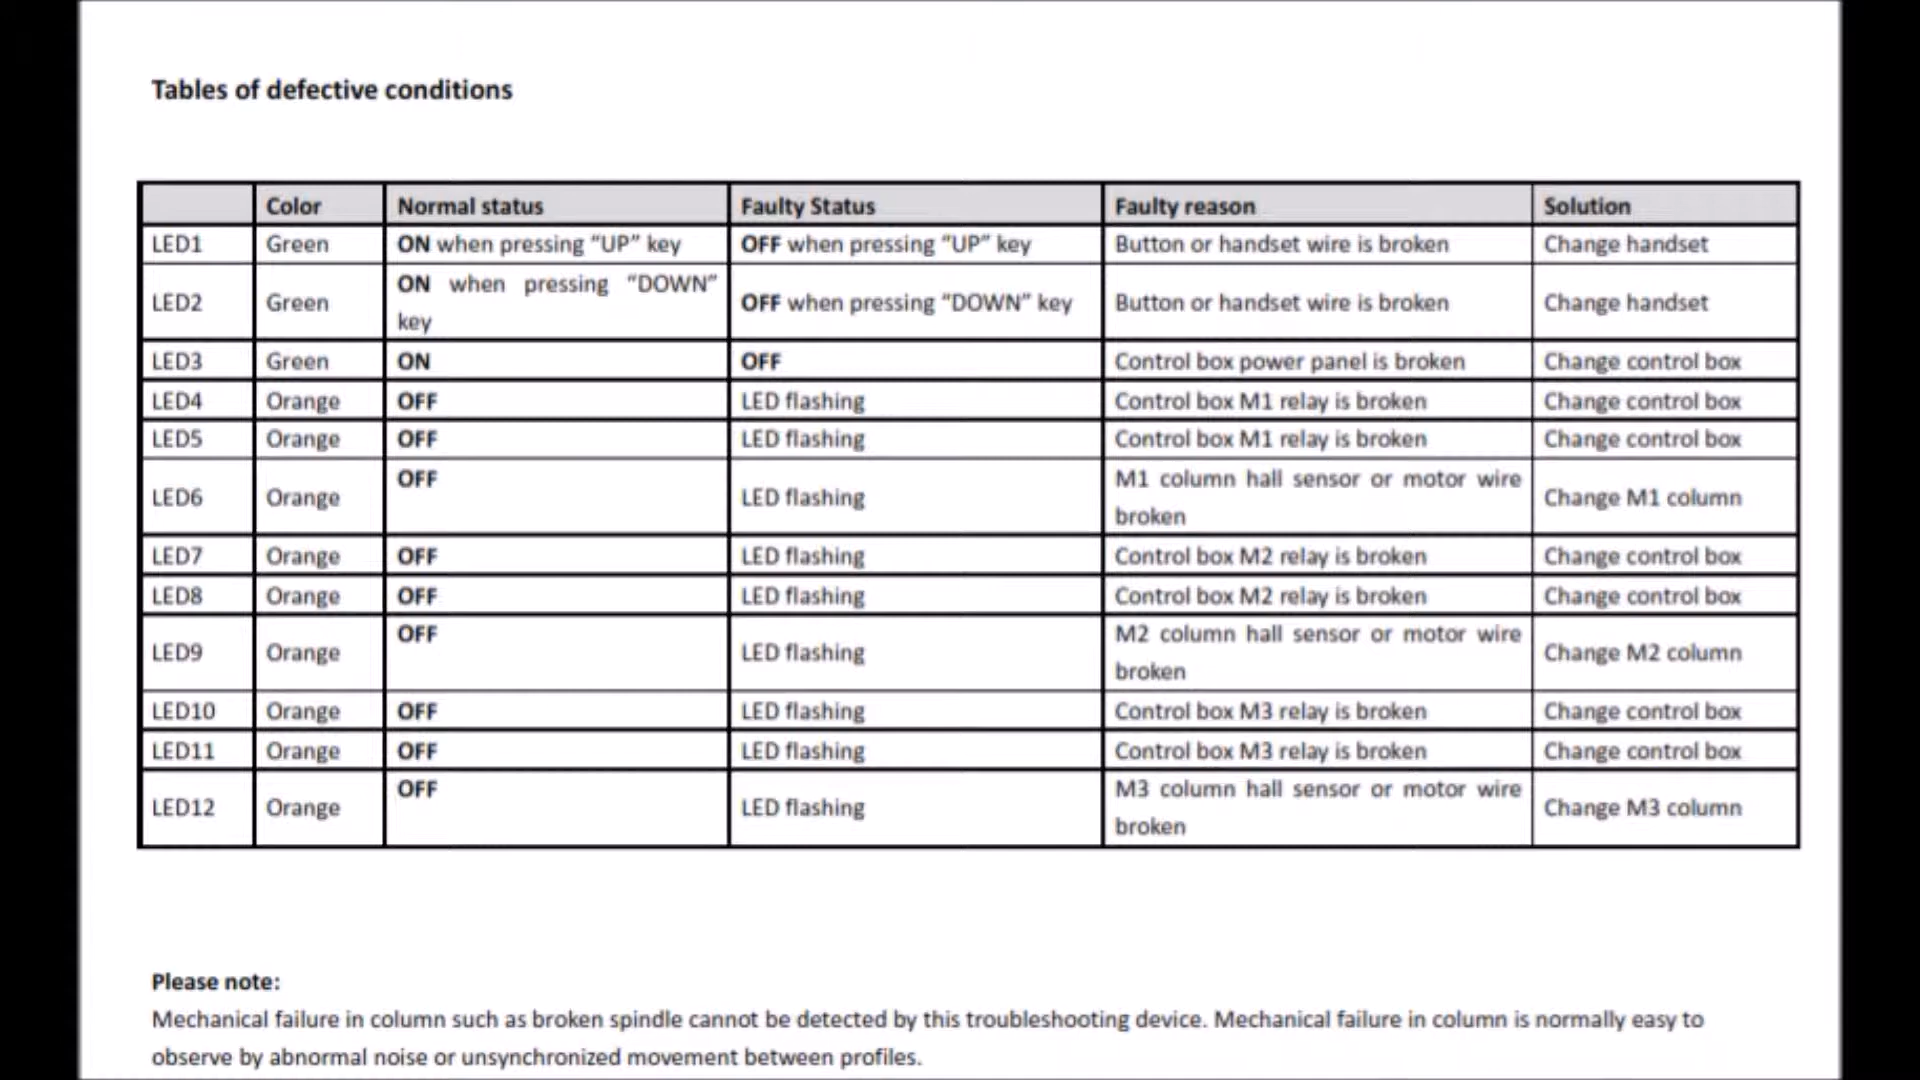 Tables of defective conditions
Color Normal status Faulty Status Faulty reason Solution
LED1 Green ON when pressing “UP” key OFF when pressing “UP” key Button or handset wire is broken Change handset
LED2 Green ON when pressing “DOWN” key OFF when pressing “DOWN” key Button or handset wire is broken Change handset
LED3 Green ON OFF Control box power panel is broken Change control box
LED4 Orange OFF LED flashing Control box M1 relay is broken Change control box
LED5 Orange OFF LED flashing Control box M1 relay is broken Change control box
LED6 Orange OFF LED flashing M1 column hall sensor or motor wire broken Change M1 column
LED7 Orange OFF LED flashing Control box M2 relay is broken Change control box
LED8 Orange OFF LED flashing Control box M2 relay is broken Change control box
LED9 Orange OFF LED flashing M2 column hall sensor or motor wire broken Change M2 column
LED10 Orange OFF LED flashing Control box M3 relay is broken Change control box
LED11 Orange OFF LED flashing Control box M3 relay is broken Change control box
LED12 Orange OFF LED flashing M3 column hall sensor or motor wire broken Change M3 column
Please note:
Mechanical failure in column such as broken spindle cannot be detected by this troubleshooting device. Mechanical failure in column is normally easy to
observe by abnormal noise or unsynchronized movement between profiles.